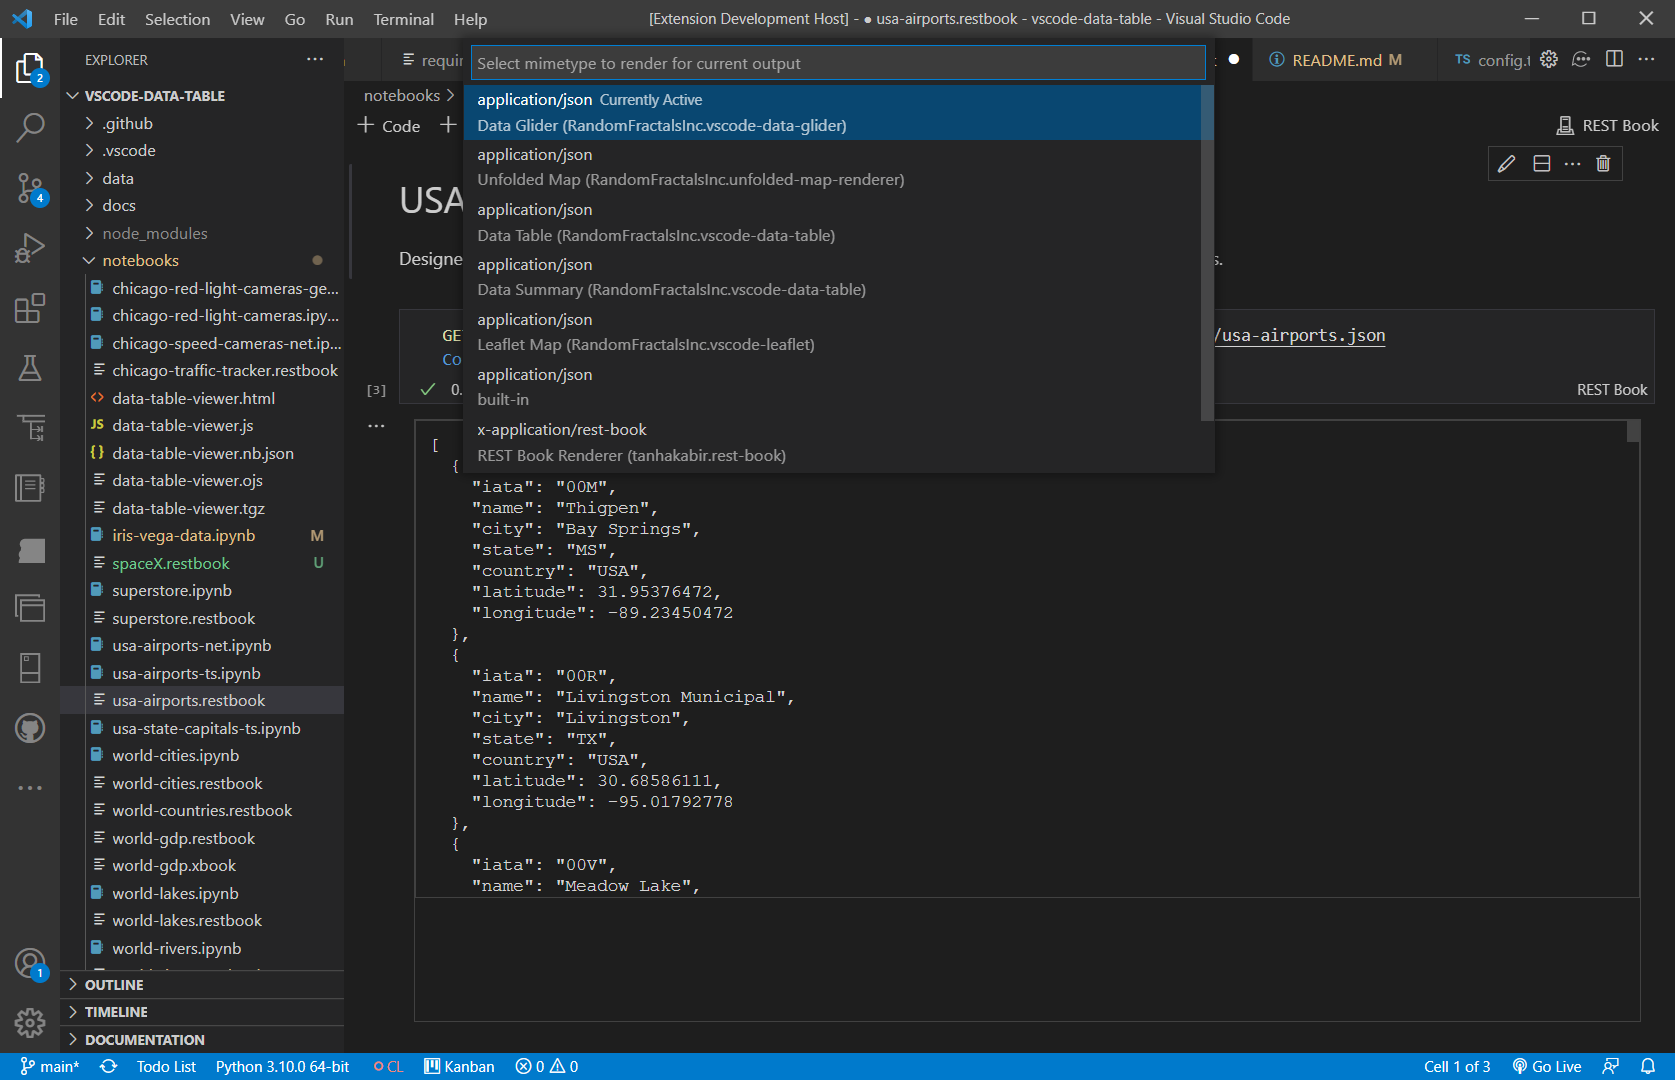 File Edit Selection View Go Run Terminal Help
[Extension Development Host] - ● usa-airports.restbook - vscode-data-table - Visual Studio Code
EXPLORER
VSCODE-DATA-TABLE
.github
.vscode
data
docs
node_modules
notebooks
chicago-red-light-cameras-ge...
chicago-red-light-cameras.ipy...
chicago-speed-cameras-net.ip...
chicago-traffic-tracker.restbook
data-table-viewer.html
JS data-table-viewer.js
{} data-table-viewer.nb.json
data-table-viewer.ojs
data-table-viewer.tgz
iris-vega-data.ipynb M
spaceX.restbook U
superstore.ipynb
superstore.restbook
usa-airports-net.ipynb
usa-airports-ts.ipynb
usa-airports.restbook
usa-state-capitals-ts.ipynb
world-cities.ipynb
world-cities.restbook
world-countries.restbook
world-gdp.restbook
world-gdp.xbook
world-lakes.ipynb
world-lakes.restbook
world-rivers.ipynb
OUTLINE
TIMELINE
DOCUMENTATION
2
4
1
requir
README.md M
TS config.t
Select mimetype to render for current output
application/json Currently Active
Data Glider (RandomFractalsInc.vscode-data-glider)
application/json
Unfolded Map (RandomFractalsInc.unfolded-map-renderer)
application/json
Data Table (RandomFractalsInc.vscode-data-table)
application/json
Data Summary (RandomFractalsInc.vscode-data-table)
application/json
Leaflet Map (RandomFractalsInc.vscode-leaflet)
application/json
built-in
x-application/rest-book
REST Book Renderer (tanhakabir.rest-book)
notebooks >
+ Code +
REST Book
USA
Designe s.
GE /usa-airports.json
Co
[3] 0. REST Book
[
{
"iata": "00M",
"name": "Thigpen",
"city": "Bay Springs",
"state": "MS",
"country": "USA",
"latitude": 31.95376472,
"longitude": -89.23450472
},
{
"iata": "00R",
"name": "Livingston Municipal",
"city": "Livingston",
"state": "TX",
"country": "USA",
"latitude": 30.68586111,
"longitude": -95.01792778
},
{
"iata": "00V",
"name": "Meadow Lake",
main* Todo List Python 3.10.0 64-bit CL Kanban 0 0 Cell 1 of 3 Go Live